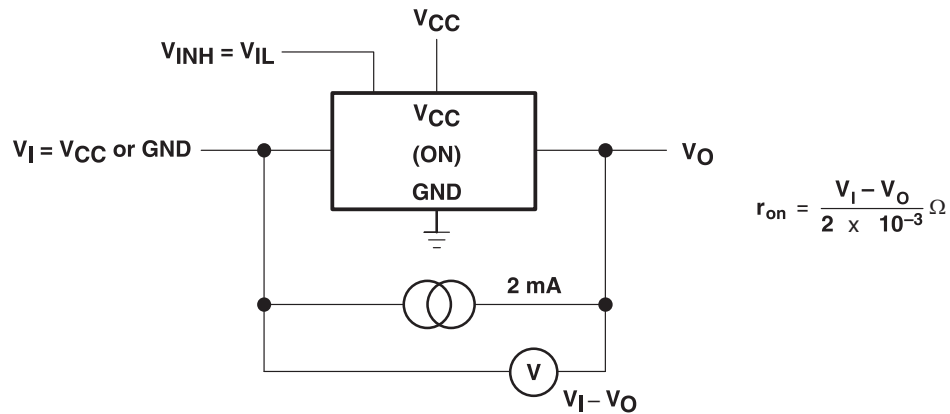 VCC
VINH = VIL
VCC
VI = VCC or GND
(ON)
VO
GND
ron = VI – VO / 2 x 10–3 Ω
2 mA
V
VI – VO